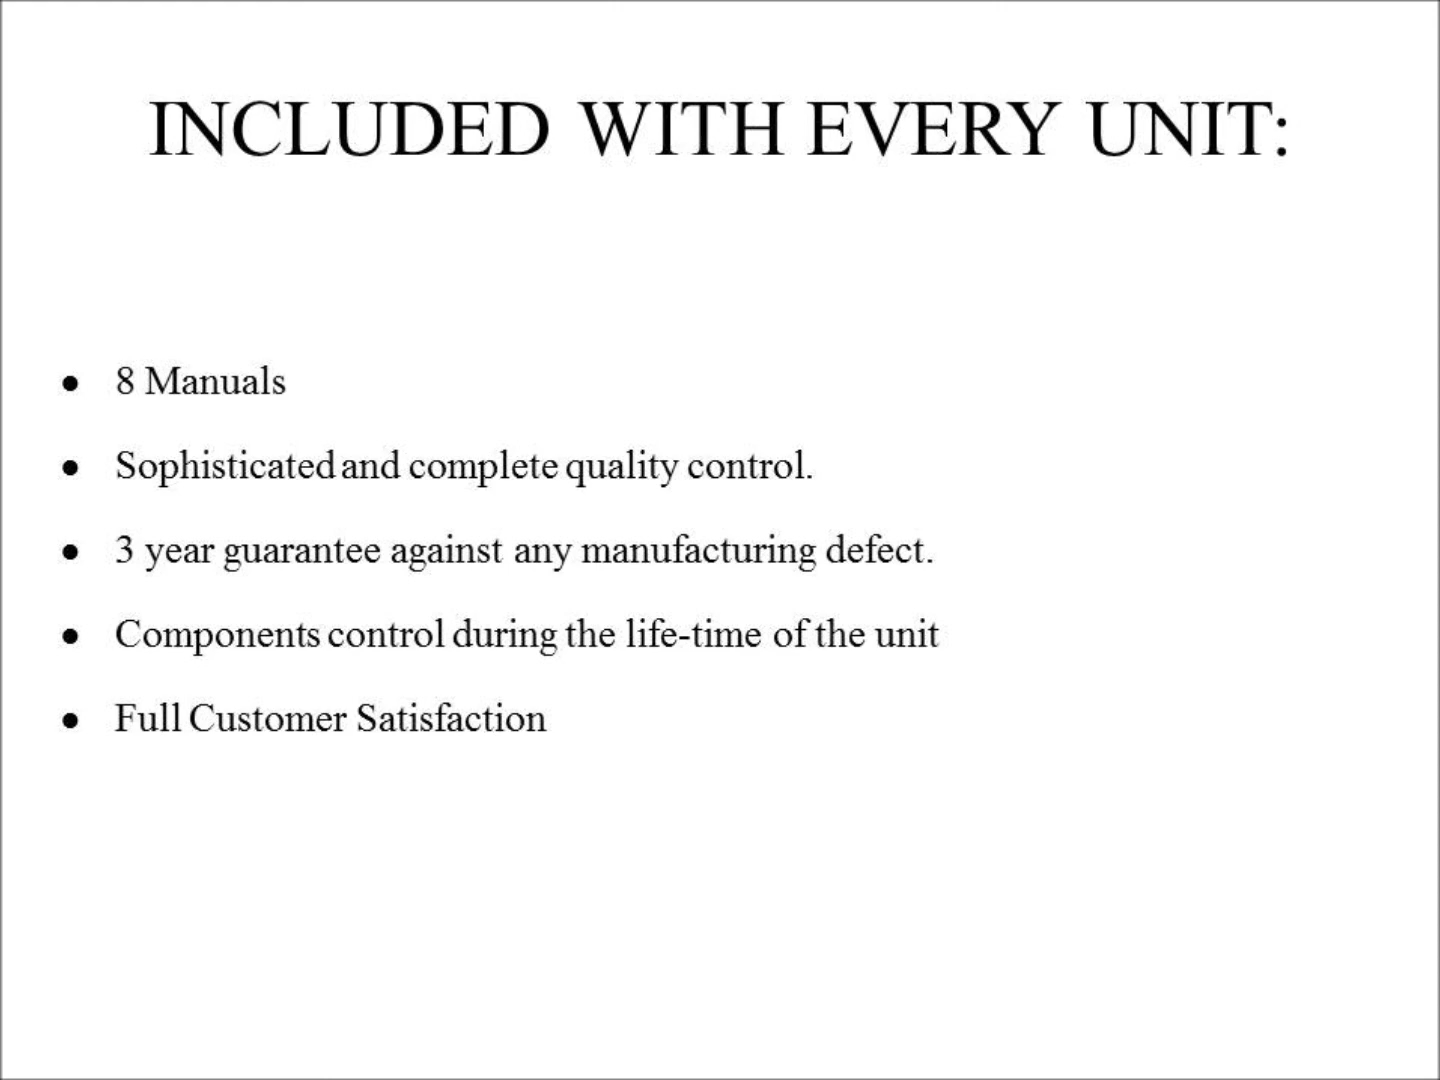 INCLUDED WITH EVERY UNIT:
• 8 Manuals
• Sophisticated and complete quality control.
• 3 year guarantee against any manufacturing defect.
• Components control during the life-time of the unit
• Full Customer Satisfaction